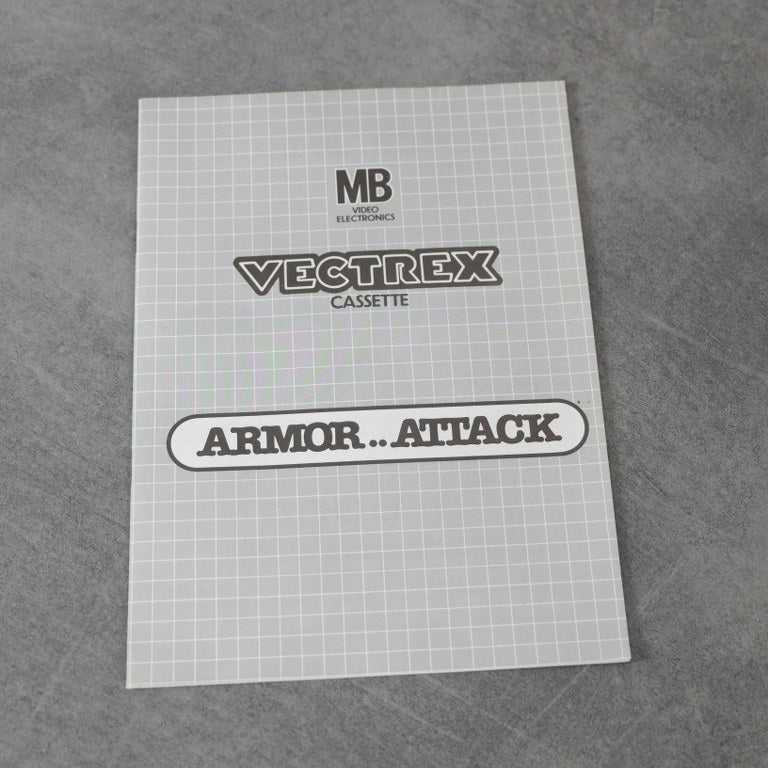 MB
VIDEO
ELECTRONICS
VECTREX
CASSETTE
ARMOR..ATTACK